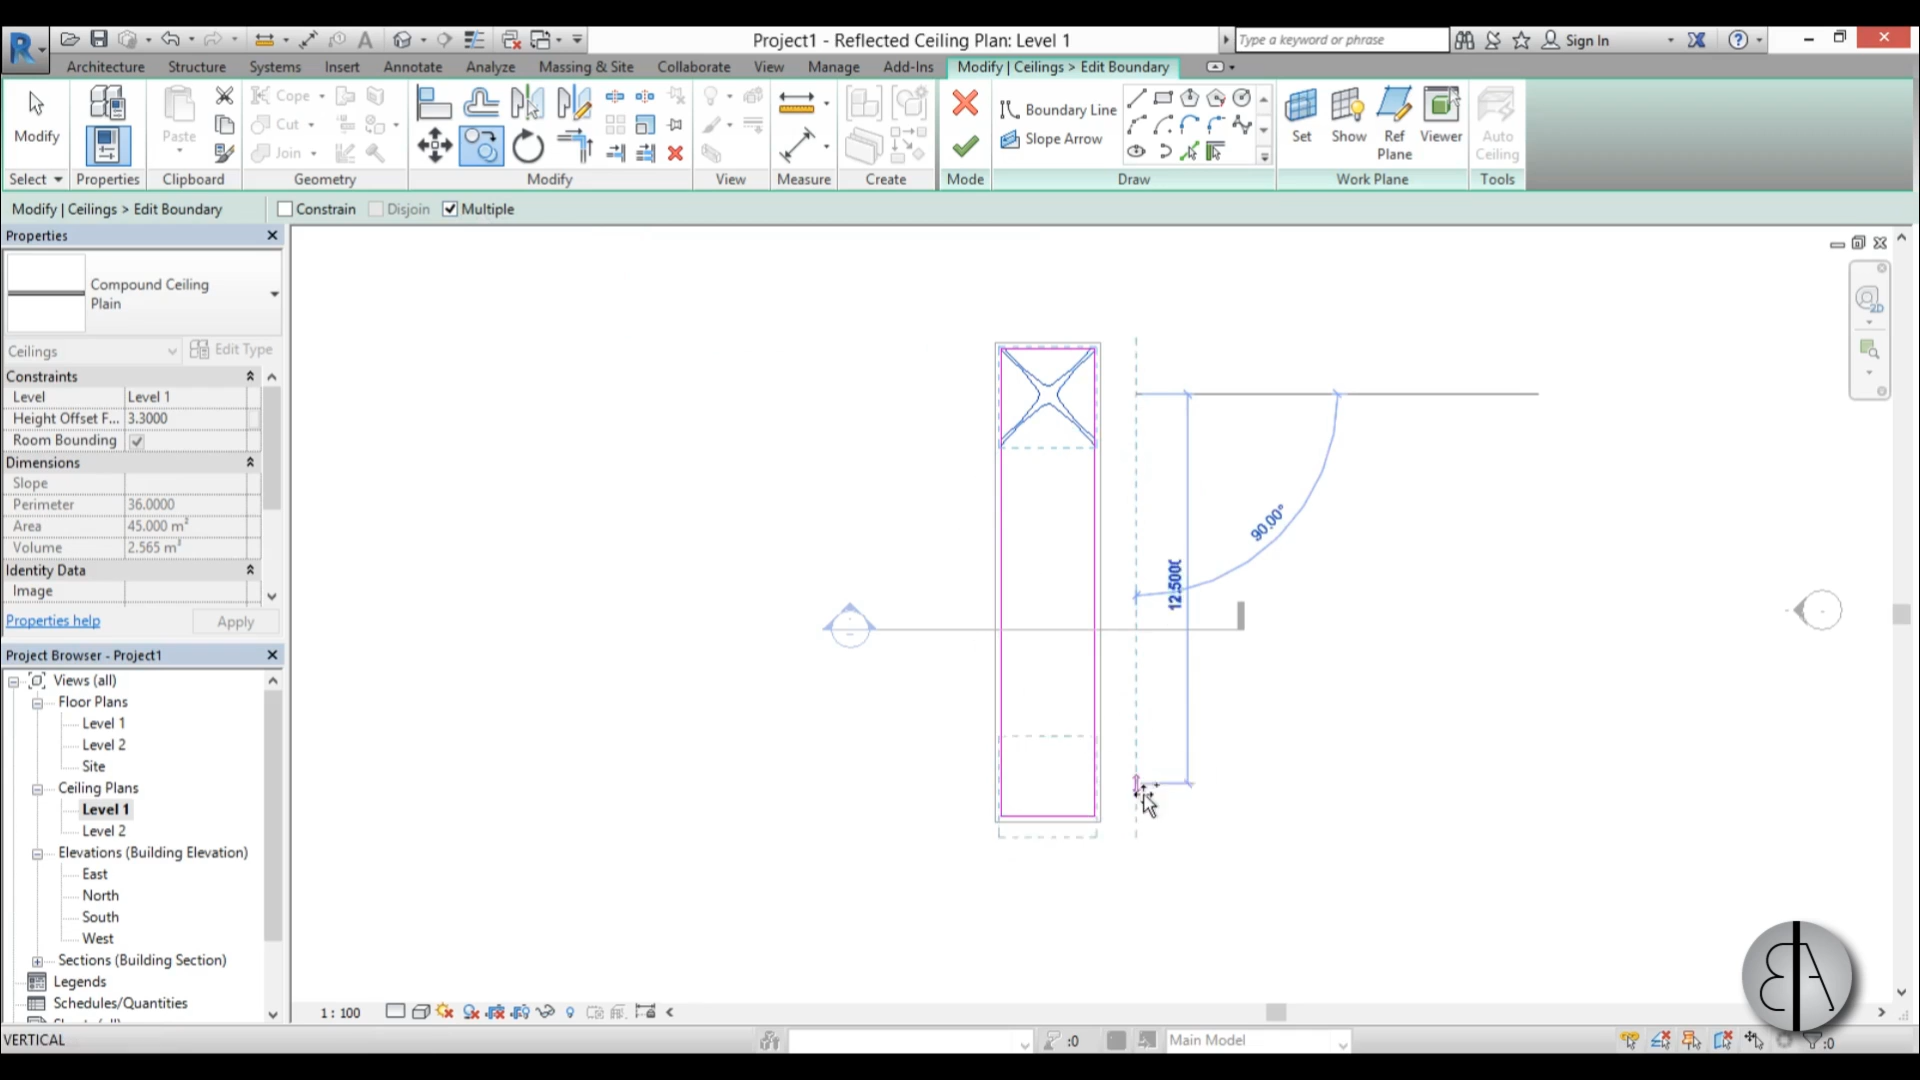 Project1 - Reflected Ceiling Plan: Level 1
Type a keyword or phrase
Sign In
Architecture
Structure
Systems
Insert
Annotate
Analyze
Massing & Site
Collaborate
View
Manage
Add-Ins
Modify | Ceilings > Edit Boundary
Modify
Paste
Cope
Cut
Join
Boundary Line
Slope Arrow
Set
Show
Ref Plane
Viewer
Auto Ceiling
Select
Properties
Clipboard
Geometry
Modify
View
Measure
Create
Mode
Draw
Work Plane
Tools
Modify | Ceilings > Edit Boundary
Constrain
Disjoin
Multiple
Properties
Compound Ceiling
Plain
Ceilings
Edit Type
Constraints
Level Level 1
Height Offset F... 3.3000
Room Bounding
Dimensions
Slope
Perimeter 36.0000
Area 45.000 m²
Volume 2.565 m³
Identity Data
Image
Properties help
Apply
Project Browser - Project1
Views (all)
Floor Plans
Level 1
Level 2
Site
Ceiling Plans
Level 1
Level 2
Elevations (Building Elevation)
East
North
South
West
Sections (Building Section)
Legends
Schedules/Quantities
90.00°
12.5000
2D
1 : 100
VERTICAL
:0
Main Model
:0